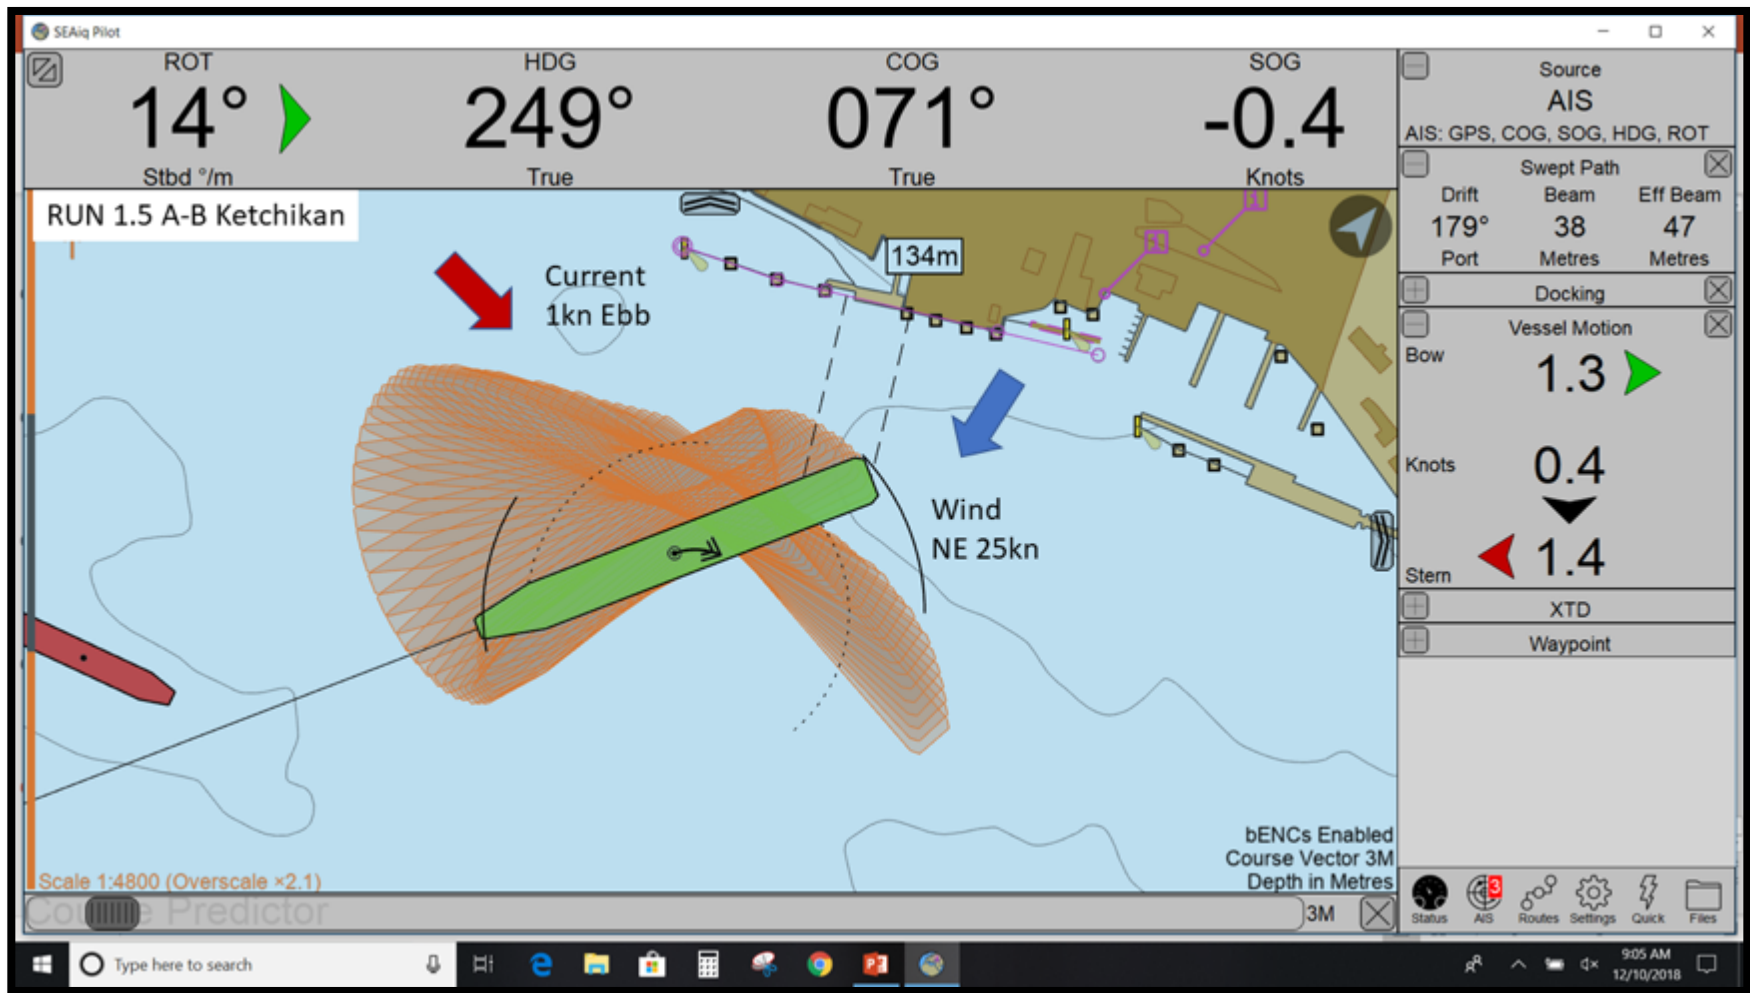 SEAiq Pilot
ROT
HDG
COG
SOG
14°
249°
071°
-0.4
Stbd °/m
True
True
Knots
Source
AIS
AIS: GPS, COG, SOG, HDG, ROT
Swept Path
Drift
Beam
Eff Beam
179°
38
47
Port
Metres
Metres
Docking
Vessel Motion
Bow
1.3
Knots
0.4
Stern
1.4
XTD
Waypoint
RUN 1.5 A-B Ketchikan
Current
1kn Ebb
134m
1
1
Wind
NE 25kn
bENCs Enabled
Course Vector 3M
Depth in Metres
Scale 1:4800 (Overscale ×2.1)
Course Predictor
3M
3
Status
AIS
Routes
Settings
Quick
Files
Type here to search
9:05 AM
12/10/2018